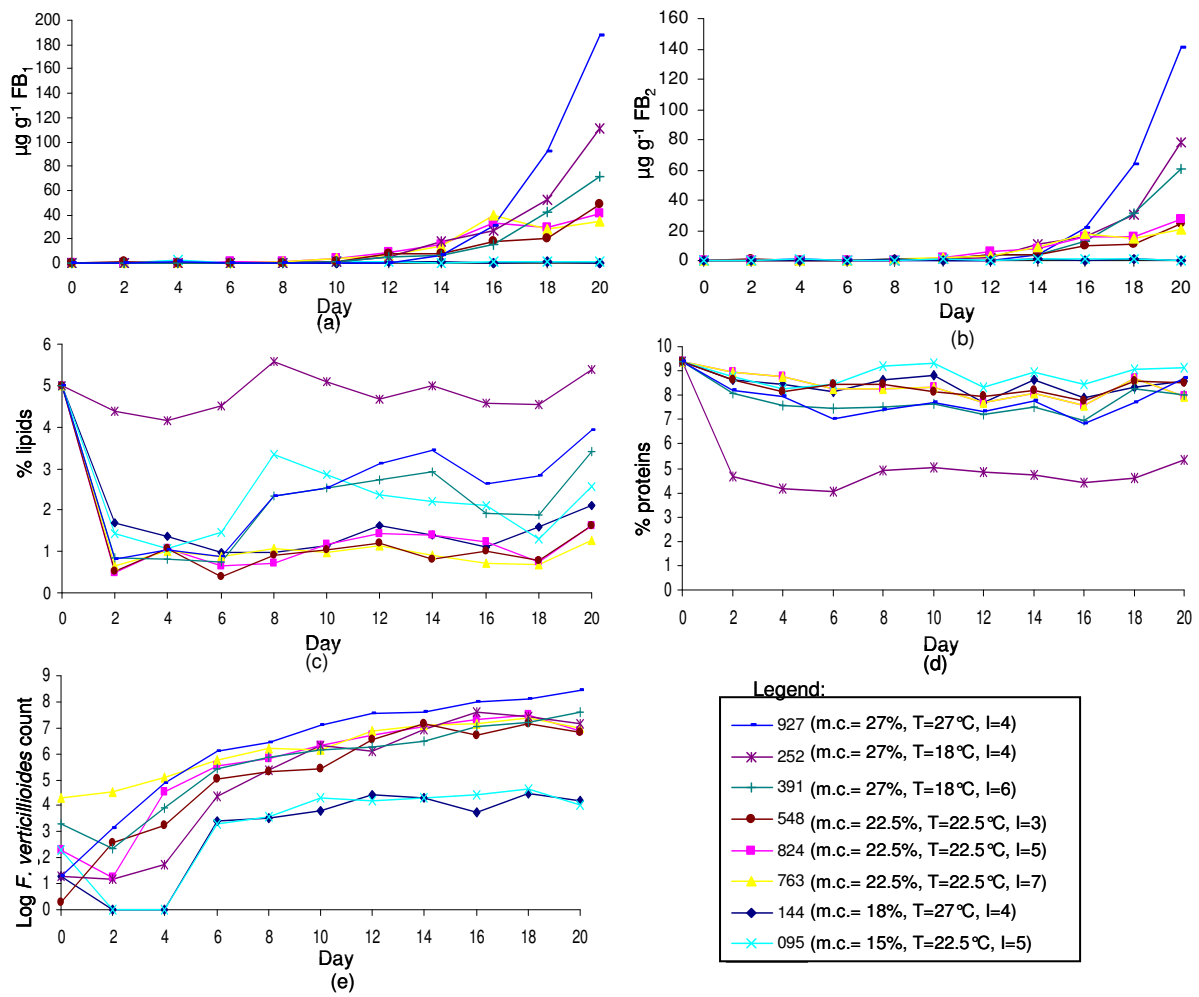 µg g⁻¹ FB₁
200
180
160
140
120
100
80
60
40
20
0
0 2 4 6 8 10 12 14 16 18 20
Day
(a)
µg g⁻¹ FB₂
160
140
120
100
80
60
40
20
0
0 2 4 6 8 10 12 14 16 18 20
Day
(b)
% lipids
6
5
4
3
2
1
0
0 2 4 6 8 10 12 14 16 18 20
Day
(c)
% proteins
10
9
8
7
6
5
4
3
2
1
0
0 2 4 6 8 10 12 14 16 18 20
Day
(d)
Log F. verticillioides count
9
8
7
6
5
4
3
2
1
0
0 2 4 6 8 10 12 14 16 18 20
Day
(e)
Legend:
927 (m.c.= 27%, T=27°C, I=4)
252 (m.c.= 27%, T=18°C, I=4)
391 (m.c.= 27%, T=18°C, I=6)
548 (m.c.= 22.5%, T=22.5°C, I=3)
824 (m.c.= 22.5%, T=22.5°C, I=5)
763 (m.c.= 22.5%, T=22.5°C, I=7)
144 (m.c.= 18%, T=27°C, I=4)
095 (m.c.= 15%, T=22.5°C, I=5)